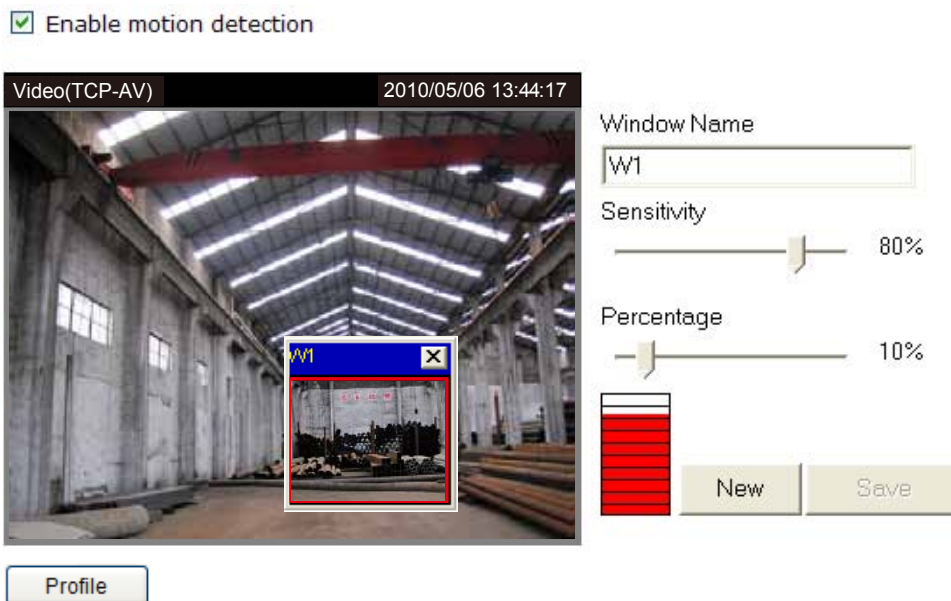 Enable motion detection
Video(TCP-AV) 2010/05/06 13:44:17
Window Name
W1
Sensitivity
80%
Percentage
10%
W1
New
Save
Profile